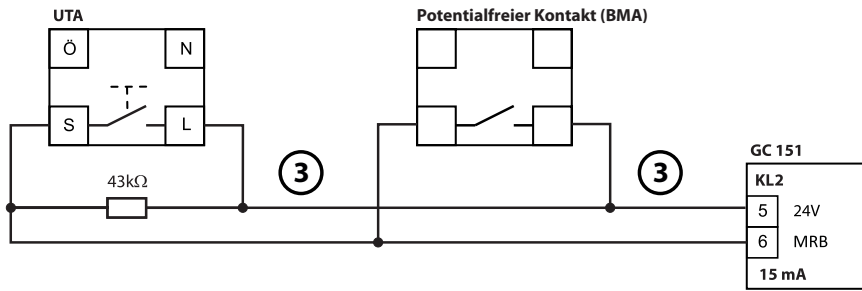 UTA
Potentialfreier Kontakt (BMA)
Ö N
S L
43kΩ
3
3
GC 151
KL2
5 24V
6 MRB
15 mA